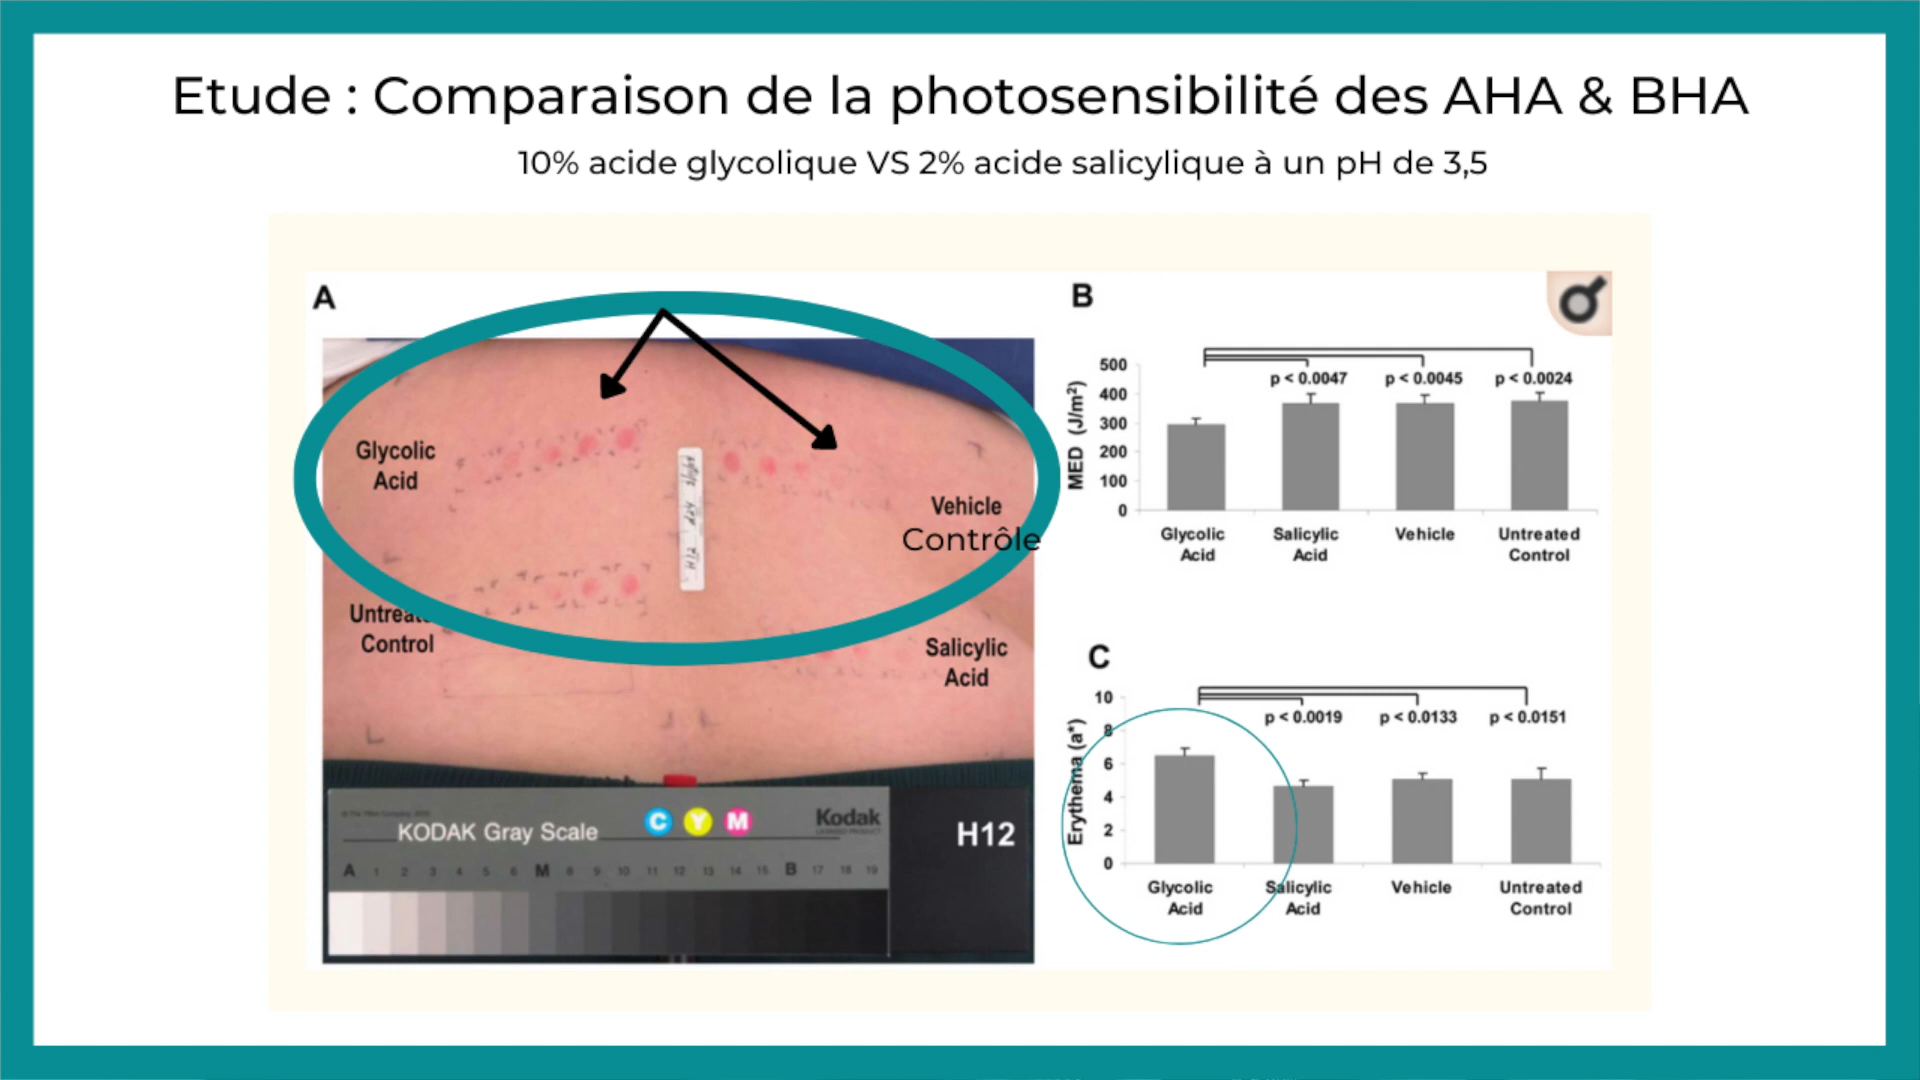 Etude : Comparaison de la photosensibilité des AHA & BHA
10% acide glycolique VS 2% acide salicylique à un pH de 3,5
A
Glycolic
Acid
Vehicle
Contrôle
Untreat
Control
Salicylic
Acid
KODAK Gray Scale
C Y M
Kodak
LICENSED PRODUCT
A 1 2 3 4 5 6 M 8 9 10 11 12 13 14 15 B 17 18 19
H12
B
MED (J/m²)
500
400
300
200
100
0
p < 0.0047 p < 0.0045 p < 0.0024
Glycolic
Acid
Salicylic
Acid
Vehicle
Untreated
Control
C
Erythema (a*)
10
8
6
4
2
0
p < 0.0019 p < 0.0133 p < 0.0151
Glycolic
Acid
Salicylic
Acid
Vehicle
Untreated
Control